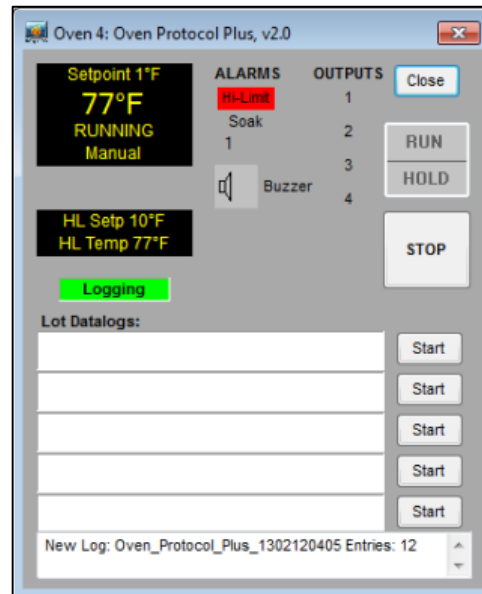 Oven 4: Oven Protocol Plus, v2.0
Setpoint 1°F
77°F
RUNNING
Manual
ALARMS
Hi-Limit
Soak
1
Buzzer
OUTPUTS
1
2
3
4
Close
RUN
HOLD
HL Setp 10°F
HL Temp 77°F
STOP
Logging
Lot Datalogs:
Start
Start
Start
Start
Start
New Log: Oven_Protocol_Plus_1302120405 Entries: 12